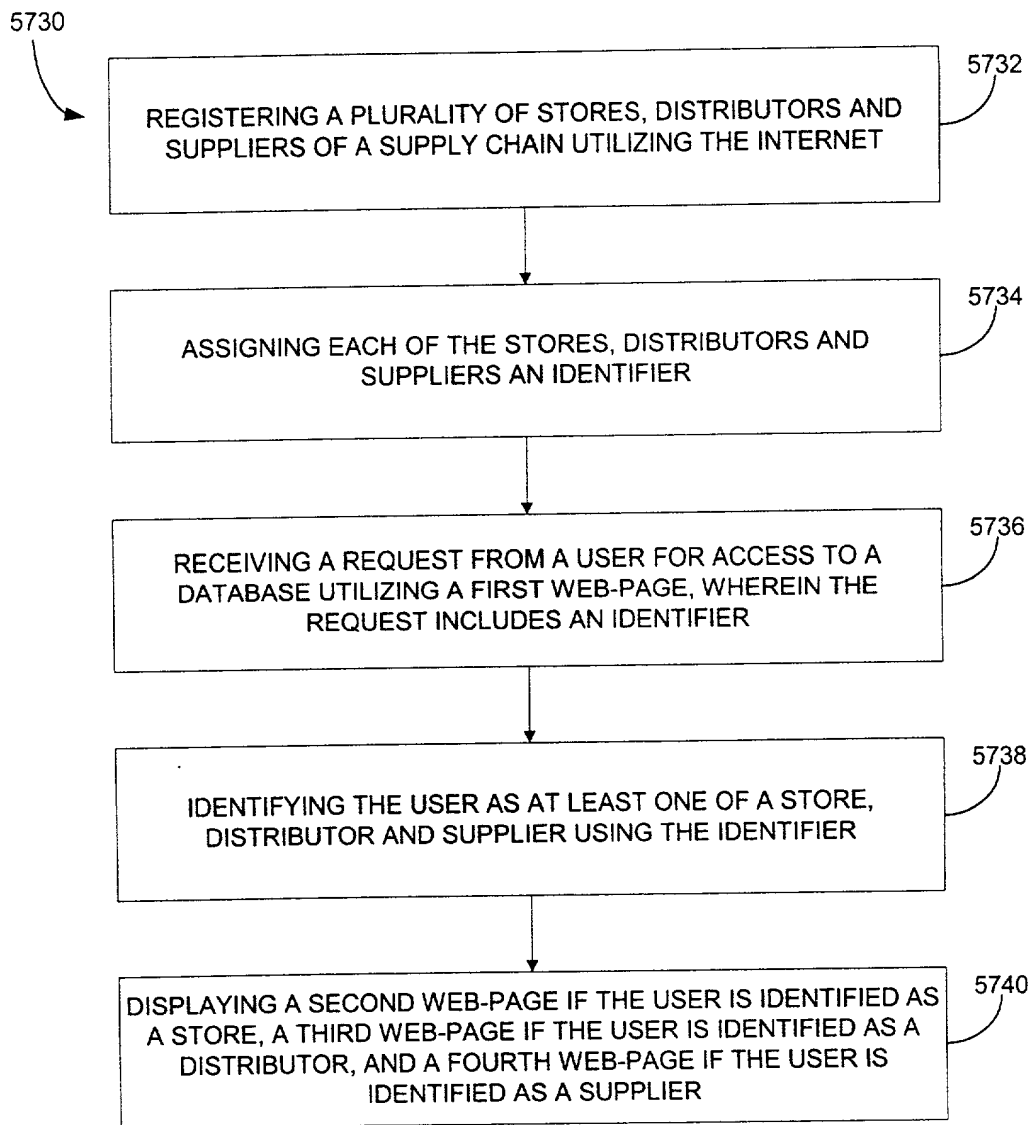 5730
5732
REGISTERING A PLURALITY OF STORES, DISTRIBUTORS AND
SUPPLIERS OF A SUPPLY CHAIN UTILIZING THE INTERNET
5734
ASSIGNING EACH OF THE STORES, DISTRIBUTORS AND
SUPPLIERS AN IDENTIFIER
5736
RECEIVING A REQUEST FROM A USER FOR ACCESS TO A
DATABASE UTILIZING A FIRST WEB-PAGE, WHEREIN THE
REQUEST INCLUDES AN IDENTIFIER
5738
IDENTIFYING THE USER AS AT LEAST ONE OF A STORE,
DISTRIBUTOR AND SUPPLIER USING THE IDENTIFIER
5740
DISPLAYING A SECOND WEB-PAGE IF THE USER IS IDENTIFIED AS
A STORE, A THIRD WEB-PAGE IF THE USER IS IDENTIFIED AS A
DISTRIBUTOR, AND A FOURTH WEB-PAGE IF THE USER IS
IDENTIFIED AS A SUPPLIER